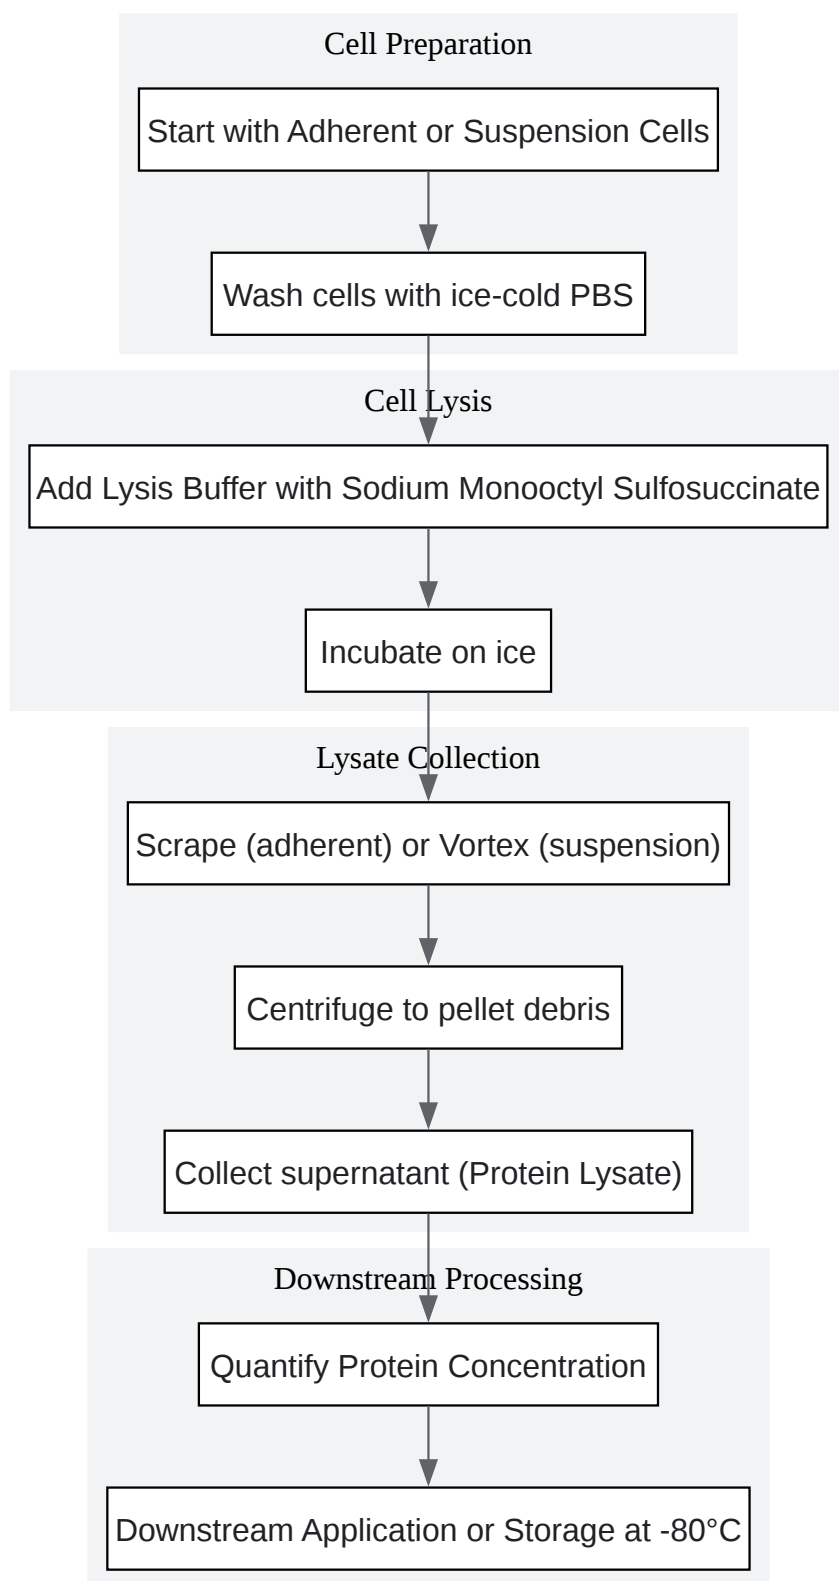 Cell Preparation
Start with Adherent or Suspension Cells
Wash cells with ice-cold PBS
Cell Lysis
Add Lysis Buffer with Sodium Monooctyl Sulfosuccinate
Incubate on ice
Lysate Collection
Scrape (adherent) or Vortex (suspension)
Centrifuge to pellet debris
Collect supernatant (Protein Lysate)
Downstream Processing
Quantify Protein Concentration
Downstream Application or Storage at -80°C